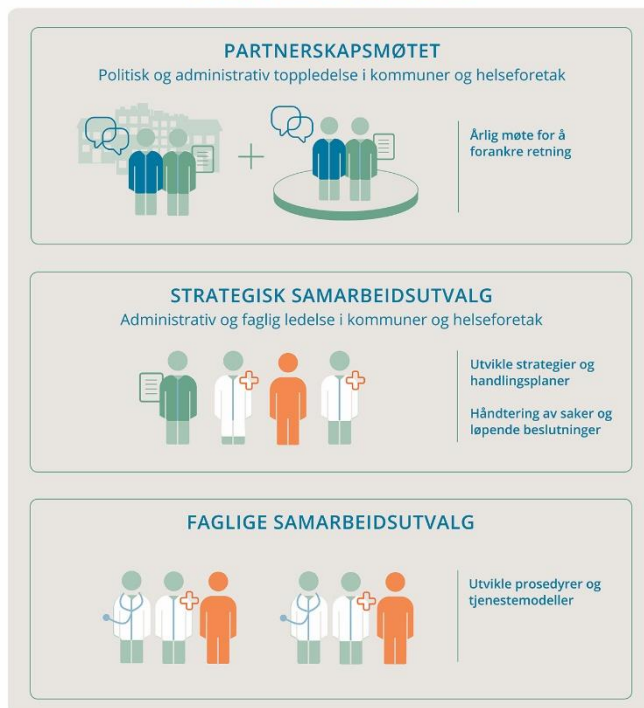 PARTNERSKAPSMØTET
Politisk og administrativ toppledelse i kommuner og helseforetak
Årlig møte for å
forankre retning
STRATEGISK SAMARBEIDSUTVALG
Administrativ og faglig ledelse i kommuner og helseforetak
Utvikle strategier og
handlingsplaner
Håndtering av saker og
løpende beslutninger
FAGLIGE SAMARBEIDSUTVALG
Utvikle prosedyrer og
tjenestemodeller